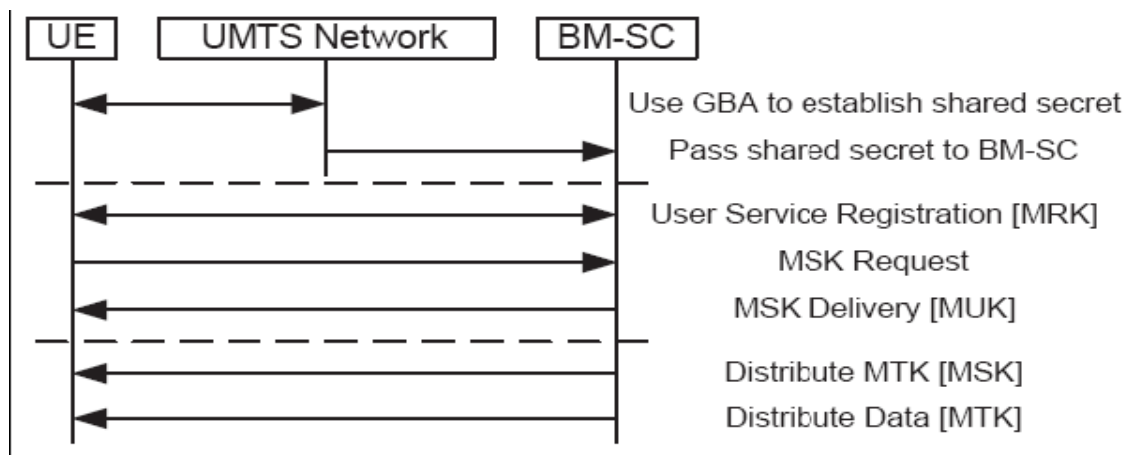 UE
UMTS Network
BM-SC
Use GBA to establish shared secret
Pass shared secret to BM-SC
User Service Registration [MRK]
MSK Request
MSK Delivery [MUK]
Distribute MTK [MSK]
Distribute Data [MTK]